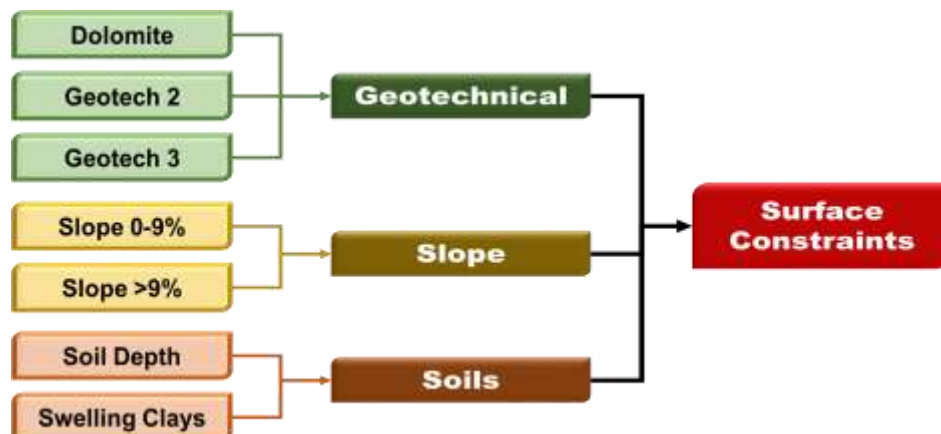 Dolomite
Geotech 2
Geotech 3
Slope 0-9%
Slope >9%
Soil Depth
Swelling Clays
Geotechnical
Slope
Soils
Surface
Constraints